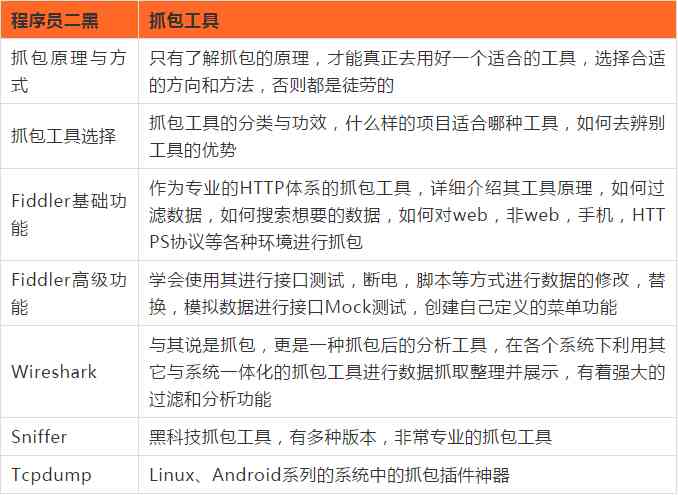 程序员二黑
抓包工具
抓包原理与方
式
只有了解抓包的原理，才能真正去用好一个适合的工具，选择合适
的方向和方法，否则都是徒劳的
抓包工具选择
抓包工具的分类与功效，什么样的项目适合哪种工具，如何去辨别
工具的优势
Fiddler基础功
能
作为专业的HTTP体系的抓包工具，详细介绍其工具原理，如何过
滤数据，如何搜索想要的数据，如何对web，非web，手机，HTT
PS协议等各种环境进行抓包
Fiddler高级功
能
学会使用其进行接口测试，断电，脚本等方式进行数据的修改，替
换，模拟数据进行接口Mock测试，创建自己定义的菜单功能
Wireshark
与其说是抓包，更是一种抓包后的分析工具，在各个系统下利用其
它与系统一体化的抓包工具进行数据抓取整理并展示，有着强大的
过滤和分析功能
Sniffer
黑科技抓包工具，有多种版本，非常专业的抓包工具
Tcpdump
Linux、Android系列的系统中的抓包插件神器